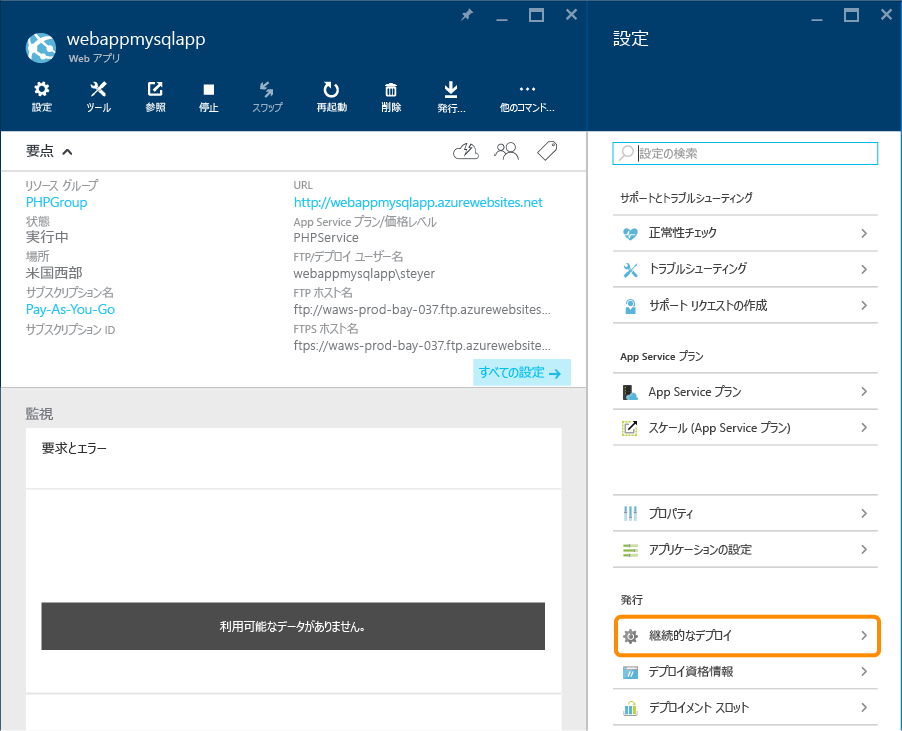 webappmysqlapp
Web アプリ
設定
ツール
参照
停止
スワップ
再起動
削除
発行...
他のコマンド...
要点
リソース グループ
PHPGroup
状態
実行中
場所
米国西部
サブスクリプション名
Pay-As-You-Go
サブスクリプション ID
URL
http://webappmysqlapp.azurewebsites.net
App Service プラン/価格レベル
PHPService
FTP/デプロイ ユーザー名
webappmysqlapp\steyer
FTP ホスト名
ftp://waws-prod-bay-037.ftp.azurewebsites...
FTPS ホスト名
ftps://waws-prod-bay-037.ftp.azurewebsite...
すべての設定 →
監視
要求とエラー
利用可能なデータがありません。
設定
設定の検索
サポートとトラブルシューティング
正常性チェック
トラブルシューティング
サポート リクエストの作成
App Service プラン
App Service プラン
スケール (App Service プラン)
プロパティ
アプリケーションの設定
発行
継続的なデプロイ
デプロイ資格情報
デプロイメント スロット